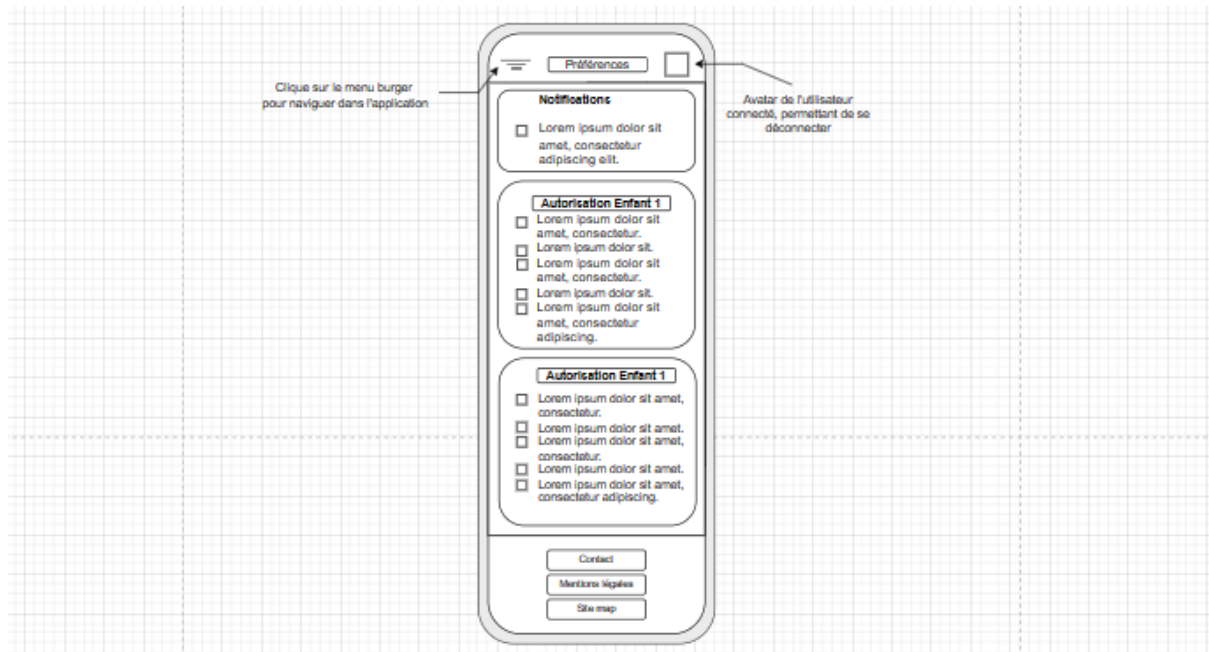 Préférences
Clique sur le menu burger
pour naviguer dans l'application
Avatar de l'utilisateur
connecté, permettant de se
déconnecter
Notifications
Lorem ipsum dolor sit
amet, consectetur
adipiscing elit.
Autorisation Enfant 1
Lorem ipsum dolor sit
amet, consectetur.
Lorem ipsum dolor sit.
Lorem ipsum dolor sit
amet, consectetur.
Lorem ipsum dolor sit.
Lorem ipsum dolor sit
amet, consectetur
adipiscing.
Autorisation Enfant 1
Lorem ipsum dolor sit amet,
consectetur.
Lorem ipsum dolor sit amet.
Lorem ipsum dolor sit amet,
consectetur.
Lorem ipsum dolor sit amet.
Lorem ipsum dolor sit amet,
consectetur adipiscing.
Contact
Mentions légales
Site map